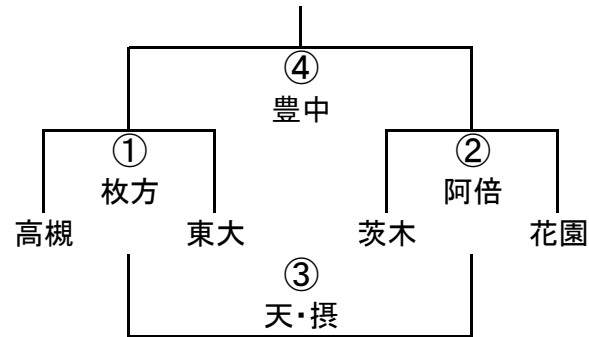 ④
豊中
① ②
枚方 阿倍
高槻 東大 茨木 花園
③
天・摂